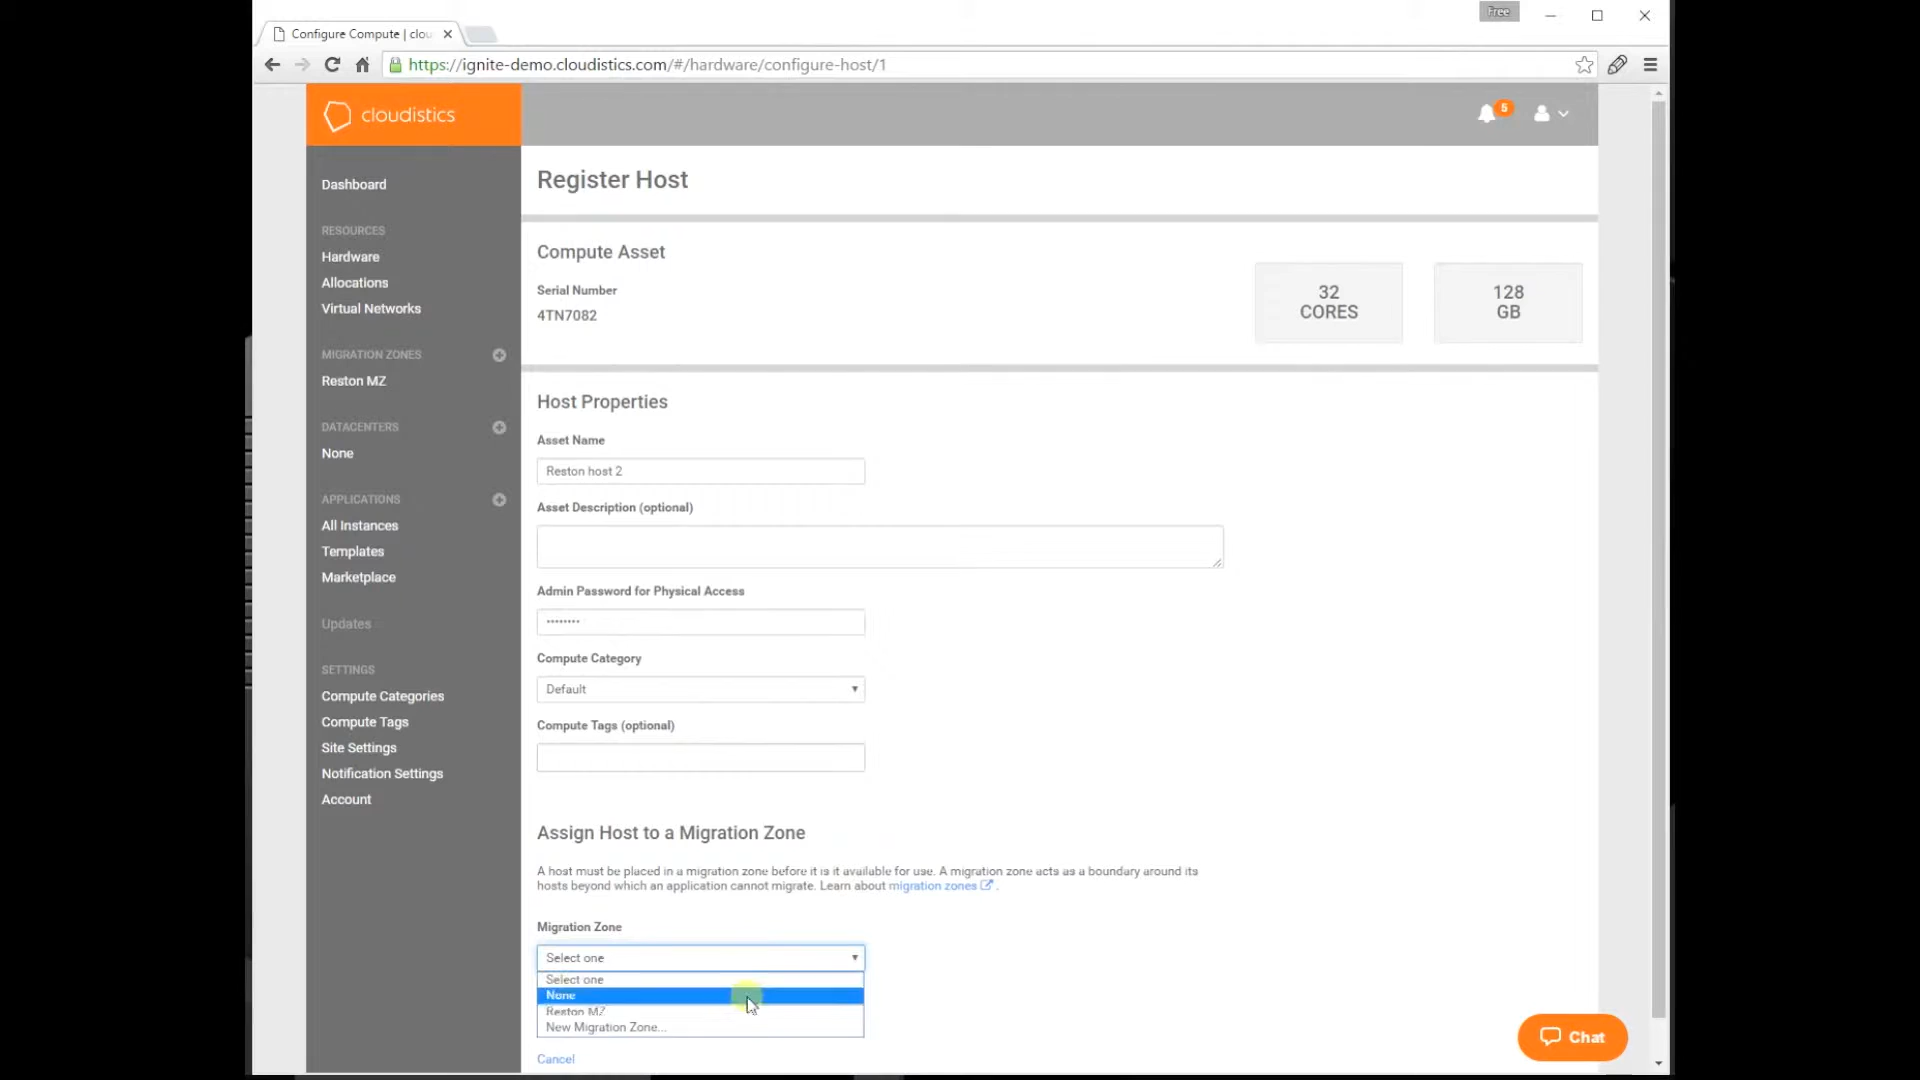 Free
Configure Compute | clou
https://ignite-demo.cloudistics.com/#/hardware/configure-host/1
cloudistics
5
Dashboard
RESOURCES
Hardware
Allocations
Virtual Networks
MIGRATION ZONES
Reston MZ
DATACENTERS
None
APPLICATIONS
All Instances
Templates
Marketplace
Updates
SETTINGS
Compute Categories
Compute Tags
Site Settings
Notification Settings
Account
Register Host
Compute Asset
Serial Number
4TN7082
32
CORES
128
GB
Host Properties
Asset Name
Reston host 2
Asset Description (optional)
Admin Password for Physical Access
••••••••
Compute Category
Default
Compute Tags (optional)
Assign Host to a Migration Zone
A host must be placed in a migration zone before it is it available for use. A migration zone acts as a boundary around its
hosts beyond which an application cannot migrate. Learn about migration zones .
Migration Zone
Select one
Select one
None
Reston MZ
New Migration Zone...
Cancel
Chat